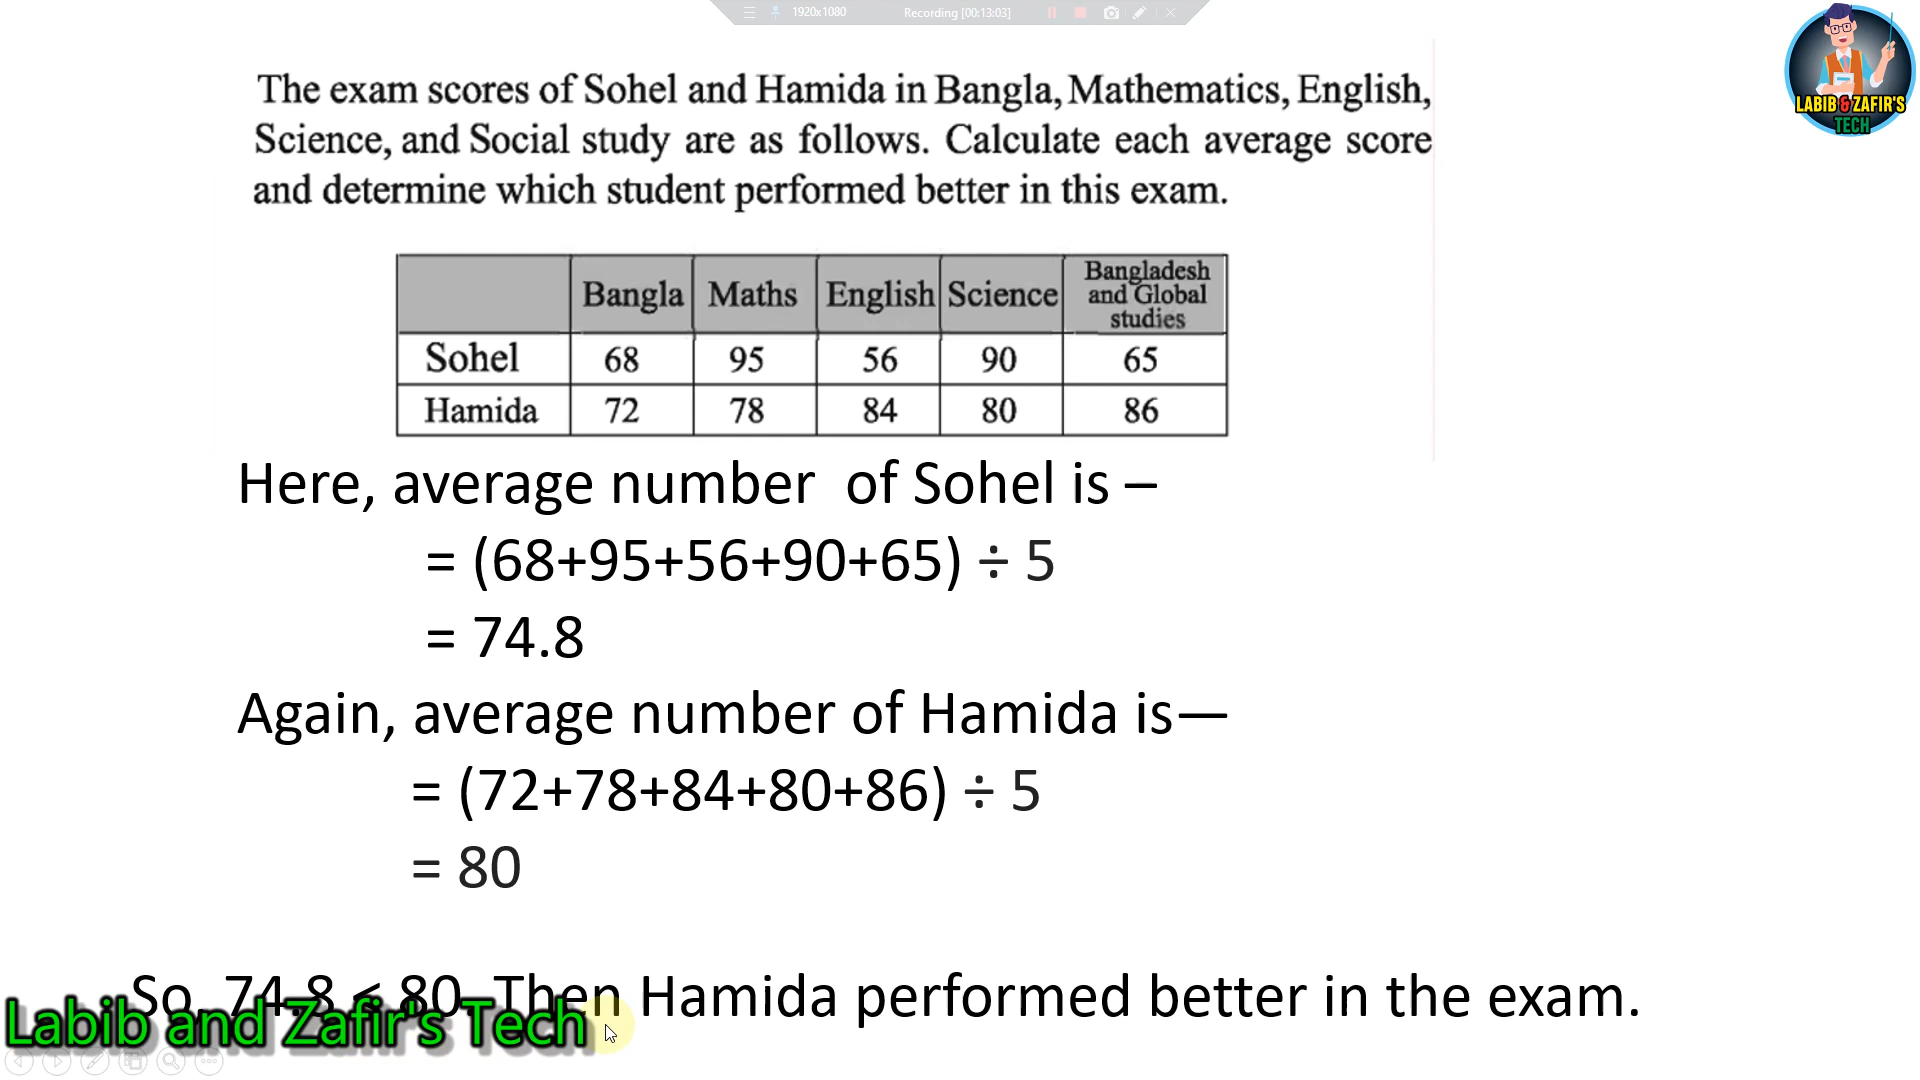 1920x1080 Recording [00:13:03]
LABIB & ZAFIR'S
TECH
The exam scores of Sohel and Hamida in Bangla, Mathematics, English,
Science, and Social study are as follows. Calculate each average score
and determine which student performed better in this exam.
Bangla Maths English Science Bangladesh and Global studies
Sohel 68 95 56 90 65
Hamida 72 78 84 80 86
Here, average number of Sohel is –
= (68+95+56+90+65) ÷ 5
= 74.8
Again, average number of Hamida is—
= (72+78+84+80+86) ÷ 5
= 80
So, 74.8 < 80. Then Hamida performed better in the exam.
Labib and Zafir's Tech